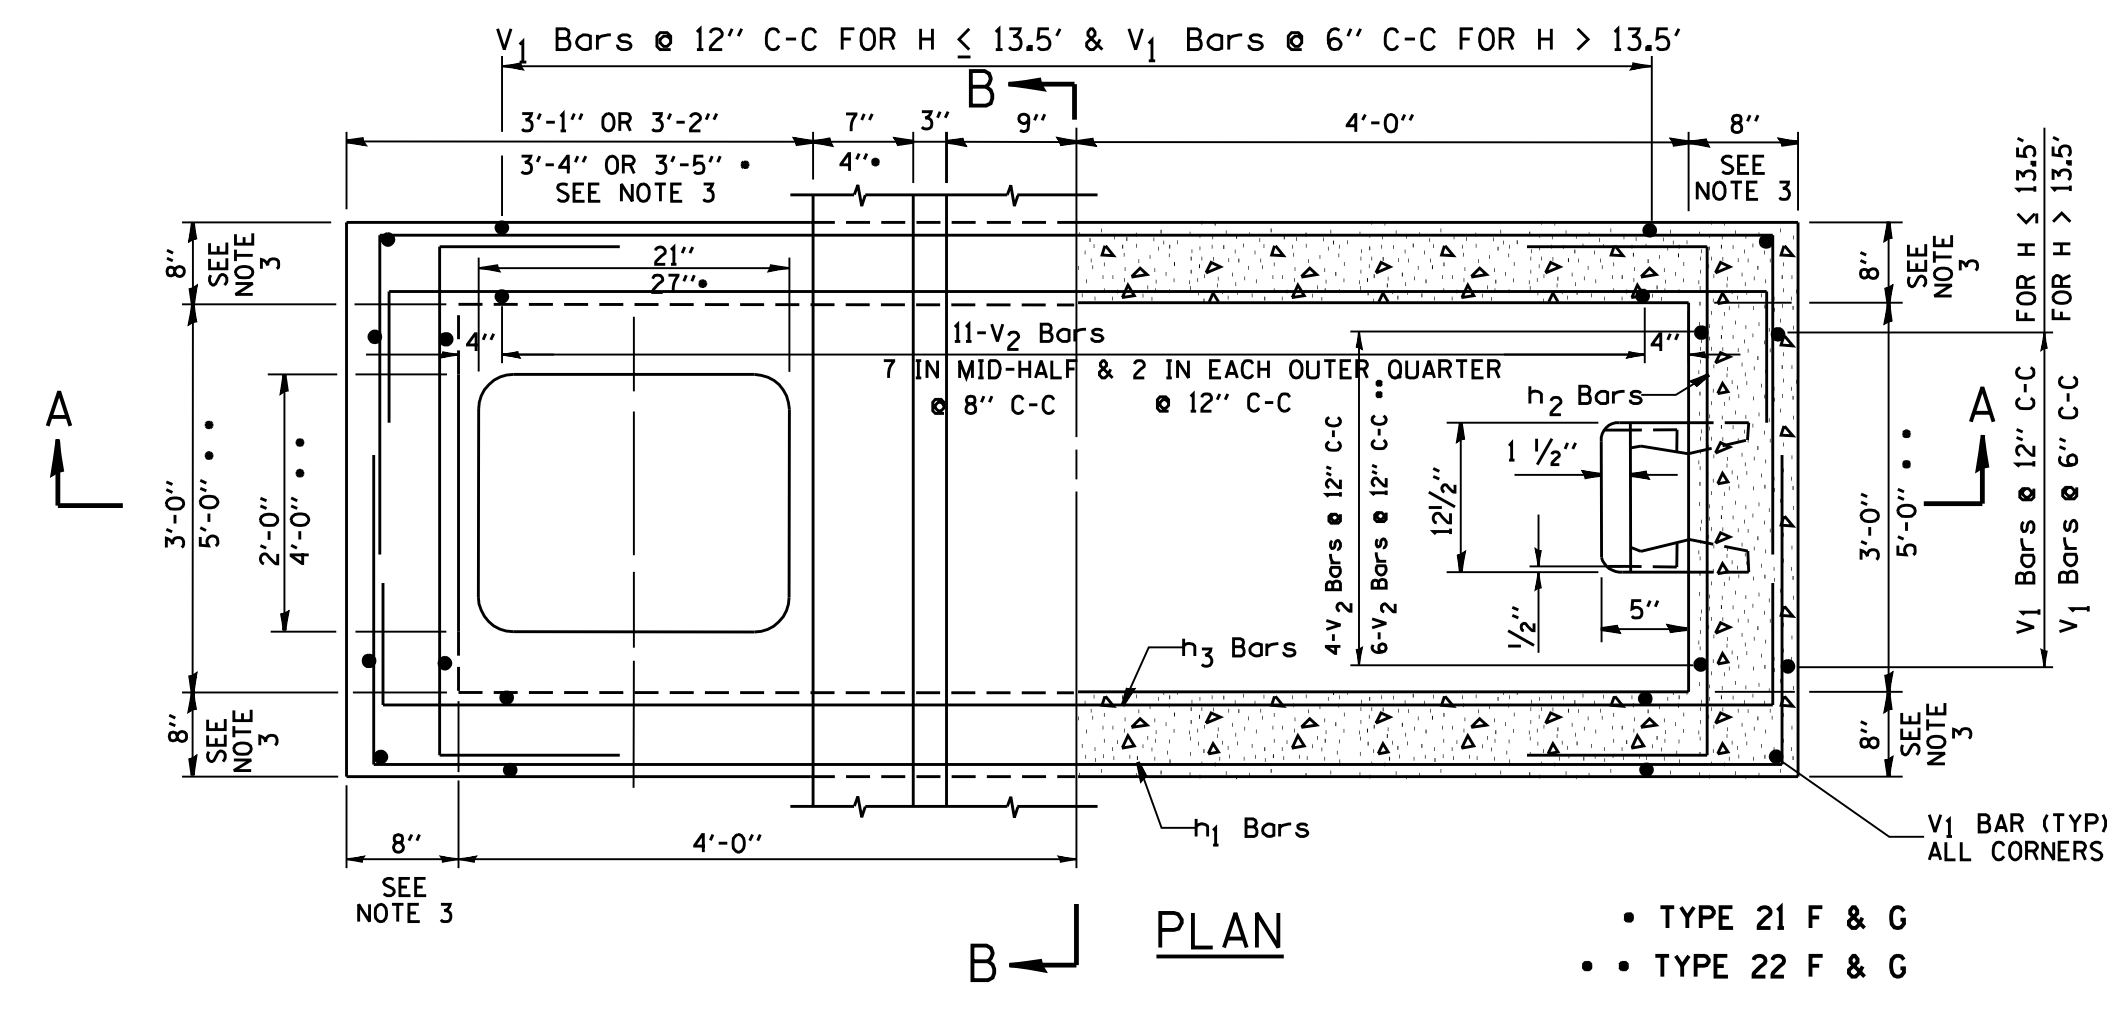 V1 Bars @ 12" C-C FOR H ≤ 13.5' & V1 Bars @ 6" C-C FOR H > 13.5'
B
3'-1" OR 3'-2"
7"
3"
9"
4'-0"
8"
3'-4" OR 3'-5" •
4"•
SEE NOTE 3
SEE
NOTE 3
8"
SEE
NOTE
3
21"
27"•
8"
SEE
NOTE
3
4"
11-V2 Bars
4"
7 IN MID-HALF & 2 IN EACH OUTER QUARTER
@ 8" C-C @ 12" C-C
h2 Bars
A
A
3'-0"
5'-0" • •
2'-0"
4'-0" • •
4-V2 Bars @ 12" C-C
6-V2 Bars @ 12" C-C • •
12 1/2"
1 1/2"
1/2"
5"
3'-0"
5'-0" • •
V1 Bars @ 12" C-C FOR H ≤ 13.5'
V1 Bars @ 6" C-C FOR H > 13.5'
h3 Bars
8"
SEE
NOTE
3
8"
SEE
NOTE
3
h1 Bars
8"
4'-0"
V1 BAR (TYP)
ALL CORNERS
SEE
NOTE 3
B
PLAN
• TYPE 21 F & G
• • TYPE 22 F & G